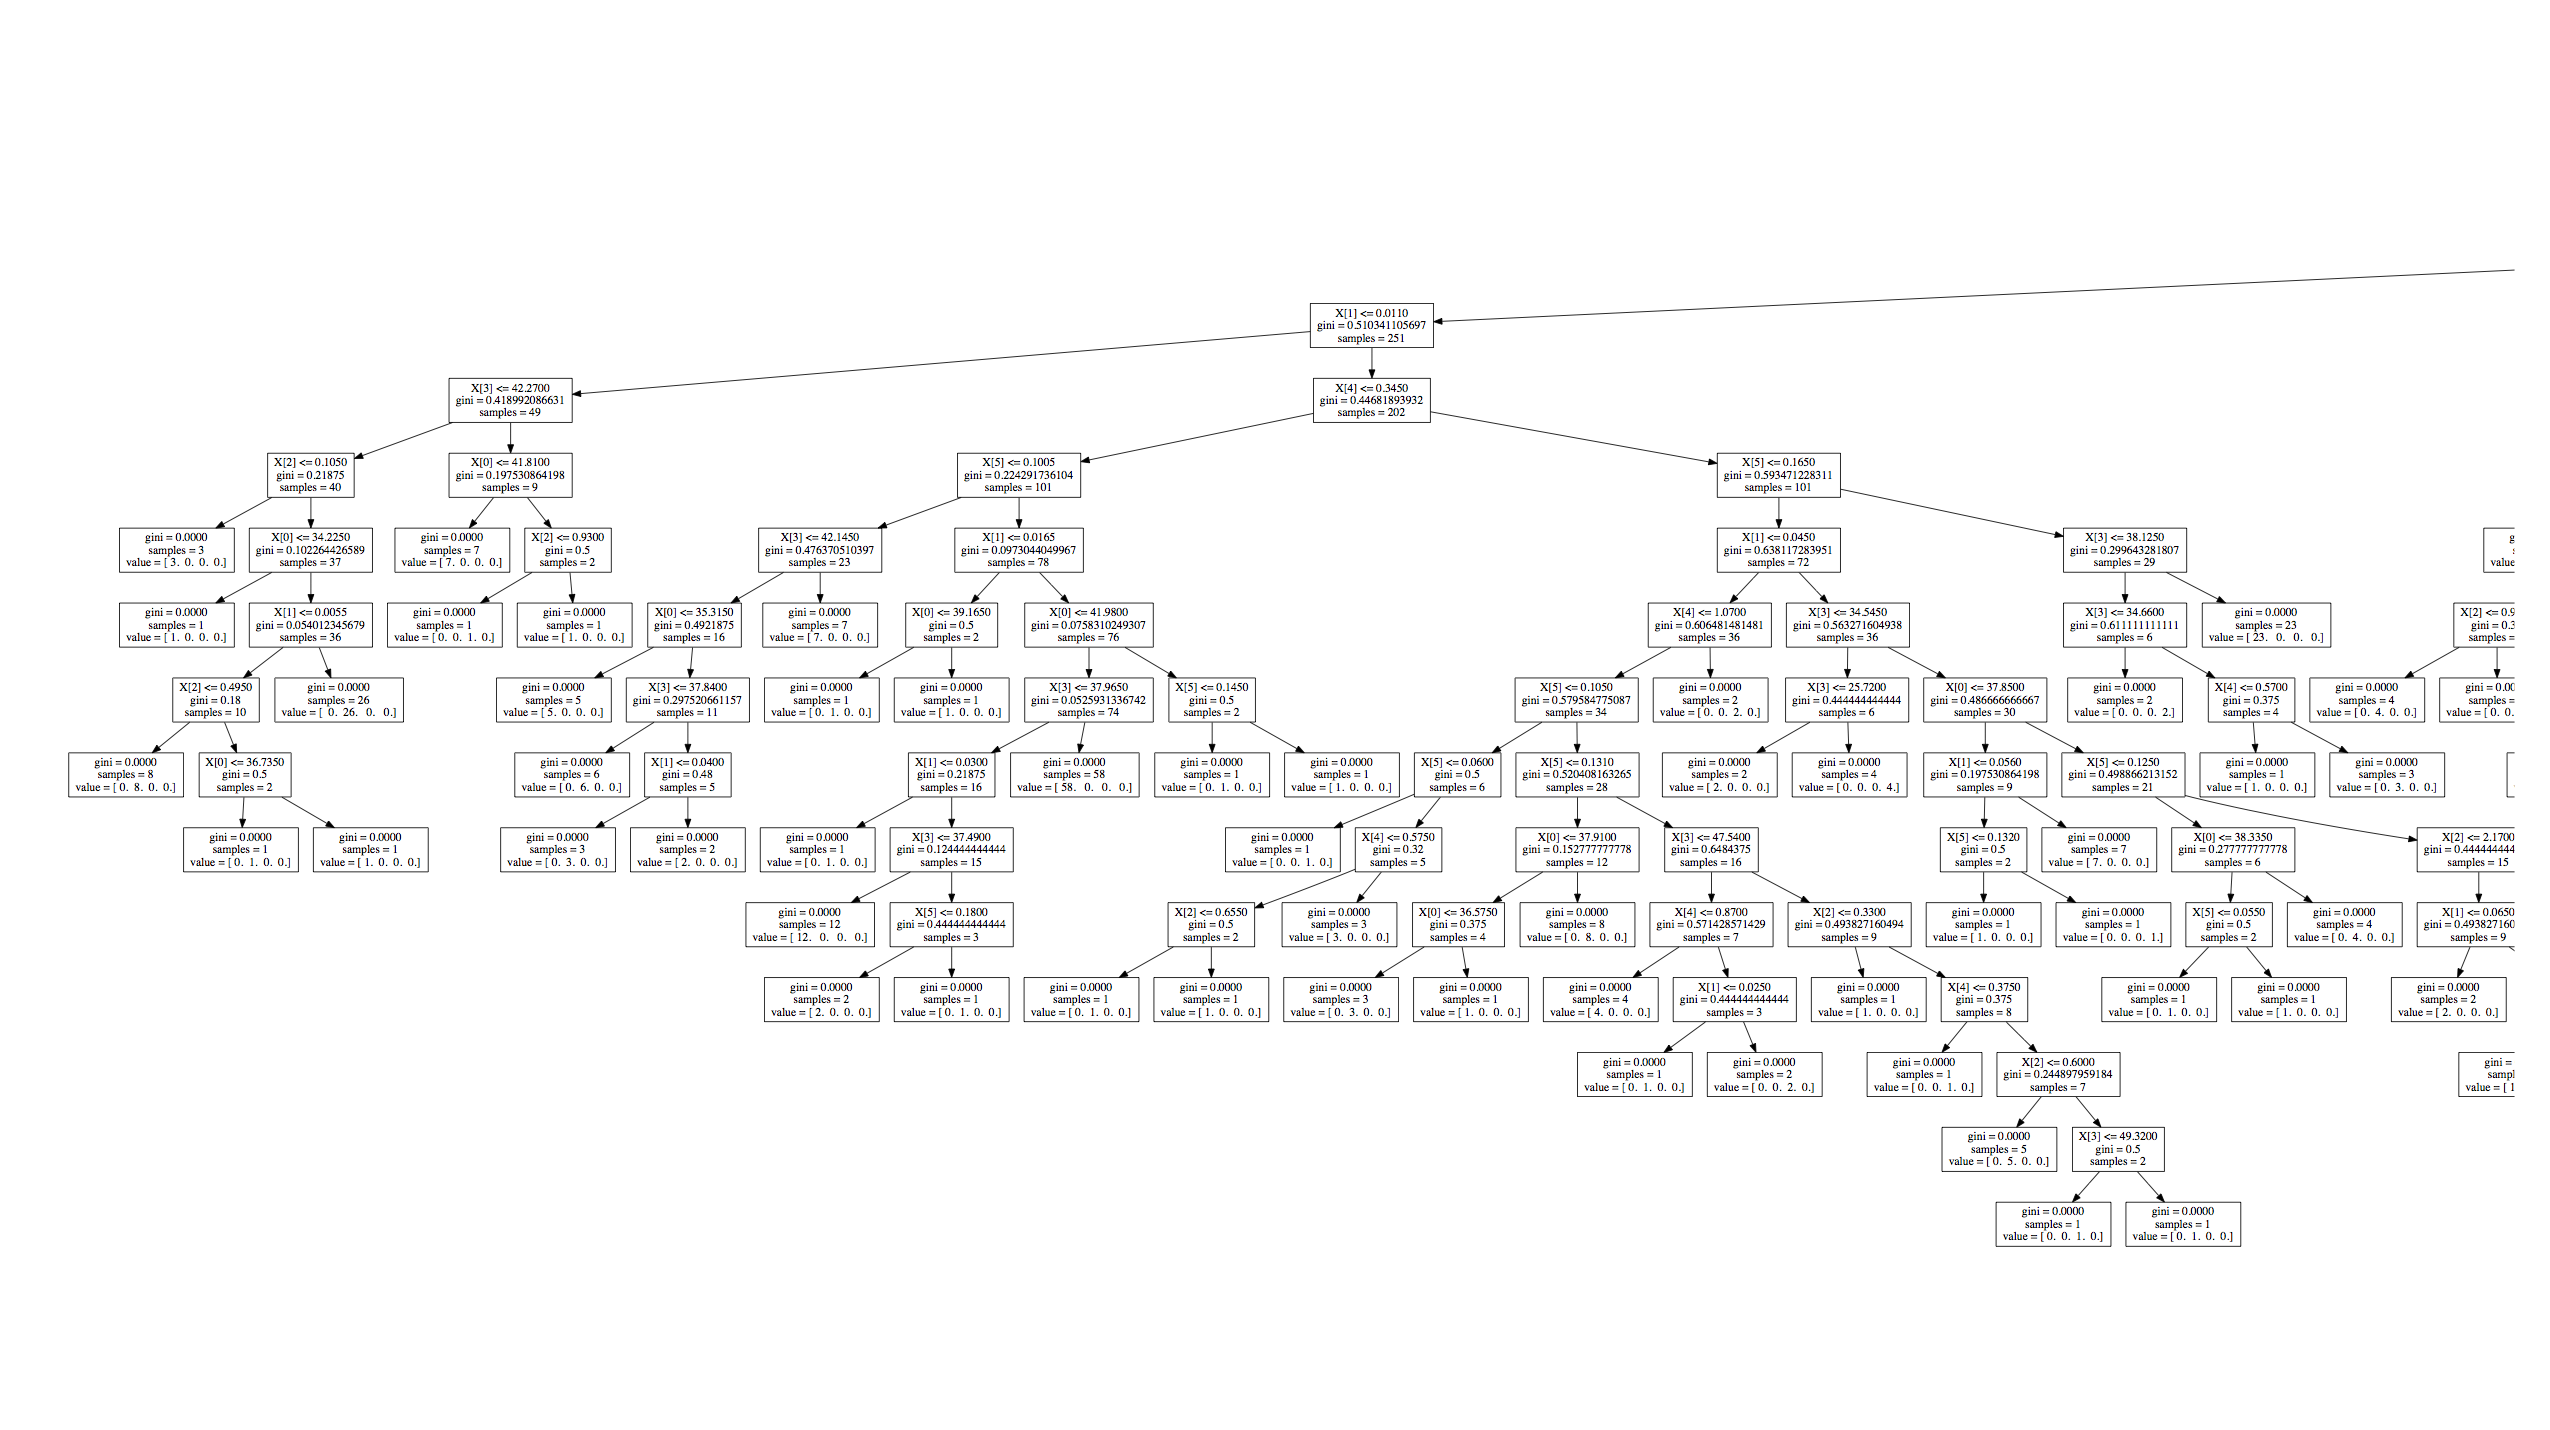 X[1] <= 0.0110
gini = 0.510341105697
samples = 251
X[3] <= 42.2700
gini = 0.418992086631
samples = 49
X[4] <= 0.3450
gini = 0.44681893932
samples = 202
X[2] <= 0.1050
gini = 0.21875
samples = 40
X[0] <= 41.8100
gini = 0.197530864198
samples = 9
X[5] <= 0.1005
gini = 0.224291736104
samples = 101
X[5] <= 0.1650
gini = 0.593471228311
samples = 101
gini = 0.0000
samples = 3
value = [ 3. 0. 0. 0.]
X[0] <= 34.2250
gini = 0.102264426589
samples = 37
gini = 0.0000
samples = 7
value = [ 7. 0. 0. 0.]
X[2] <= 0.9300
gini = 0.5
samples = 2
X[3] <= 42.1450
gini = 0.476370510397
samples = 23
X[1] <= 0.0165
gini = 0.0973044049967
samples = 78
X[1] <= 0.0450
gini = 0.638117283951
samples = 72
X[3] <= 38.1250
gini = 0.299643281807
samples = 29
g
s
value
gini = 0.0000
samples = 1
value = [ 1. 0. 0. 0.]
X[1] <= 0.0055
gini = 0.054012345679
samples = 36
gini = 0.0000
samples = 1
value = [ 0. 0. 1. 0.]
gini = 0.0000
samples = 1
value = [ 1. 0. 0. 0.]
X[0] <= 35.3150
gini = 0.4921875
samples = 16
gini = 0.0000
samples = 7
value = [ 7. 0. 0. 0.]
X[0] <= 39.1650
gini = 0.5
samples = 2
X[0] <= 41.9800
gini = 0.0758310249307
samples = 76
X[4] <= 1.0700
gini = 0.606481481481
samples = 36
X[3] <= 34.5450
gini = 0.563271604938
samples = 36
X[3] <= 34.6600
gini = 0.611111111111
samples = 6
gini = 0.0000
samples = 23
value = [ 23. 0. 0. 0.]
X[2] <= 0.9
gini = 0.3
samples =
X[2] <= 0.4950
gini = 0.18
samples = 10
gini = 0.0000
samples = 26
value = [ 0. 26. 0. 0.]
gini = 0.0000
samples = 5
value = [ 5. 0. 0. 0.]
X[3] <= 37.8400
gini = 0.297520661157
samples = 11
gini = 0.0000
samples = 1
value = [ 0. 1. 0. 0.]
gini = 0.0000
samples = 1
value = [ 1. 0. 0. 0.]
X[3] <= 37.9650
gini = 0.0525931336742
samples = 74
X[5] <= 0.1450
gini = 0.5
samples = 2
X[5] <= 0.1050
gini = 0.579584775087
samples = 34
gini = 0.0000
samples = 2
value = [ 0. 0. 2. 0.]
X[3] <= 25.7200
gini = 0.444444444444
samples = 6
X[0] <= 37.8500
gini = 0.486666666667
samples = 30
gini = 0.0000
samples = 2
value = [ 0. 0. 0. 2.]
X[4] <= 0.5700
gini = 0.375
samples = 4
gini = 0.0000
samples = 4
value = [ 0. 4. 0. 0.]
gini = 0.00
samples =
value = [ 0. 0.
gini = 0.0000
samples = 8
value = [ 0. 8. 0. 0.]
X[0] <= 36.7350
gini = 0.5
samples = 2
gini = 0.0000
samples = 6
value = [ 0. 6. 0. 0.]
X[1] <= 0.0400
gini = 0.48
samples = 5
X[1] <= 0.0300
gini = 0.21875
samples = 16
gini = 0.0000
samples = 58
value = [ 58. 0. 0. 0.]
gini = 0.0000
samples = 1
value = [ 0. 1. 0. 0.]
gini = 0.0000
samples = 1
value = [ 1. 0. 0. 0.]
X[5] <= 0.0600
gini = 0.5
samples = 6
X[5] <= 0.1310
gini = 0.520408163265
samples = 28
gini = 0.0000
samples = 2
value = [ 2. 0. 0. 0.]
gini = 0.0000
samples = 4
value = [ 0. 0. 0. 4.]
X[1] <= 0.0560
gini = 0.197530864198
samples = 9
X[5] <= 0.1250
gini = 0.498866213152
samples = 21
gini = 0.0000
samples = 1
value = [ 1. 0. 0. 0.]
gini = 0.0000
samples = 3
value = [ 0. 3. 0. 0.]
gini = 0.0000
samples = 1
value = [ 0. 1. 0. 0.]
gini = 0.0000
samples = 1
value = [ 1. 0. 0. 0.]
gini = 0.0000
samples = 3
value = [ 0. 3. 0. 0.]
gini = 0.0000
samples = 2
value = [ 2. 0. 0. 0.]
gini = 0.0000
samples = 1
value = [ 0. 1. 0. 0.]
X[3] <= 37.4900
gini = 0.124444444444
samples = 15
gini = 0.0000
samples = 1
value = [ 0. 0. 1. 0.]
X[4] <= 0.5750
gini = 0.32
samples = 5
X[0] <= 37.9100
gini = 0.152777777778
samples = 12
X[3] <= 47.5400
gini = 0.6484375
samples = 16
X[5] <= 0.1320
gini = 0.5
samples = 2
gini = 0.0000
samples = 7
value = [ 7. 0. 0. 0.]
X[0] <= 38.3350
gini = 0.277777777778
samples = 6
X[2] <= 2.1700
gini = 0.444444444
samples = 15
gini = 0.0000
samples = 12
value = [ 12. 0. 0. 0.]
X[5] <= 0.1800
gini = 0.444444444444
samples = 3
X[2] <= 0.6550
gini = 0.5
samples = 2
gini = 0.0000
samples = 3
value = [ 3. 0. 0. 0.]
X[0] <= 36.5750
gini = 0.375
samples = 4
gini = 0.0000
samples = 8
value = [ 0. 8. 0. 0.]
X[4] <= 0.8700
gini = 0.571428571429
samples = 7
X[2] <= 0.3300
gini = 0.493827160494
samples = 9
gini = 0.0000
samples = 1
value = [ 1. 0. 0. 0.]
gini = 0.0000
samples = 1
value = [ 0. 0. 0. 1.]
X[5] <= 0.0550
gini = 0.5
samples = 2
gini = 0.0000
samples = 4
value = [ 0. 4. 0. 0.]
X[1] <= 0.0650
gini = 0.493827160
samples = 9
gini = 0.0000
samples = 2
value = [ 2. 0. 0. 0.]
gini = 0.0000
samples = 1
value = [ 0. 1. 0. 0.]
gini = 0.0000
samples = 1
value = [ 0. 1. 0. 0.]
gini = 0.0000
samples = 1
value = [ 1. 0. 0. 0.]
gini = 0.0000
samples = 3
value = [ 0. 3. 0. 0.]
gini = 0.0000
samples = 1
value = [ 1. 0. 0. 0.]
gini = 0.0000
samples = 4
value = [ 4. 0. 0. 0.]
X[1] <= 0.0250
gini = 0.444444444444
samples = 3
gini = 0.0000
samples = 1
value = [ 1. 0. 0. 0.]
X[4] <= 0.3750
gini = 0.375
samples = 8
gini = 0.0000
samples = 1
value = [ 0. 1. 0. 0.]
gini = 0.0000
samples = 1
value = [ 1. 0. 0. 0.]
gini = 0.0000
samples = 2
value = [ 2. 0. 0. 0.]
gini = 0.0000
samples = 1
value = [ 0. 1. 0. 0.]
gini = 0.0000
samples = 2
value = [ 0. 0. 2. 0.]
gini = 0.0000
samples = 1
value = [ 0. 0. 1. 0.]
X[2] <= 0.6000
gini = 0.244897959184
samples = 7
gini =
sampl
value = [ 1
gini = 0.0000
samples = 5
value = [ 0. 5. 0. 0.]
X[3] <= 49.3200
gini = 0.5
samples = 2
gini = 0.0000
samples = 1
value = [ 0. 0. 1. 0.]
gini = 0.0000
samples = 1
value = [ 0. 1. 0. 0.]